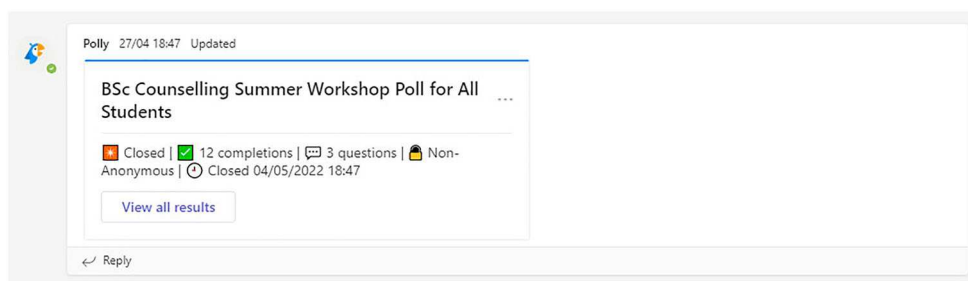 Polly 27/04 18:47 Updated
BSc Counselling Summer Workshop Poll for All
Students
Closed | 12 completions | 3 questions | Non-
Anonymous | Closed 04/05/2022 18:47
View all results
Reply